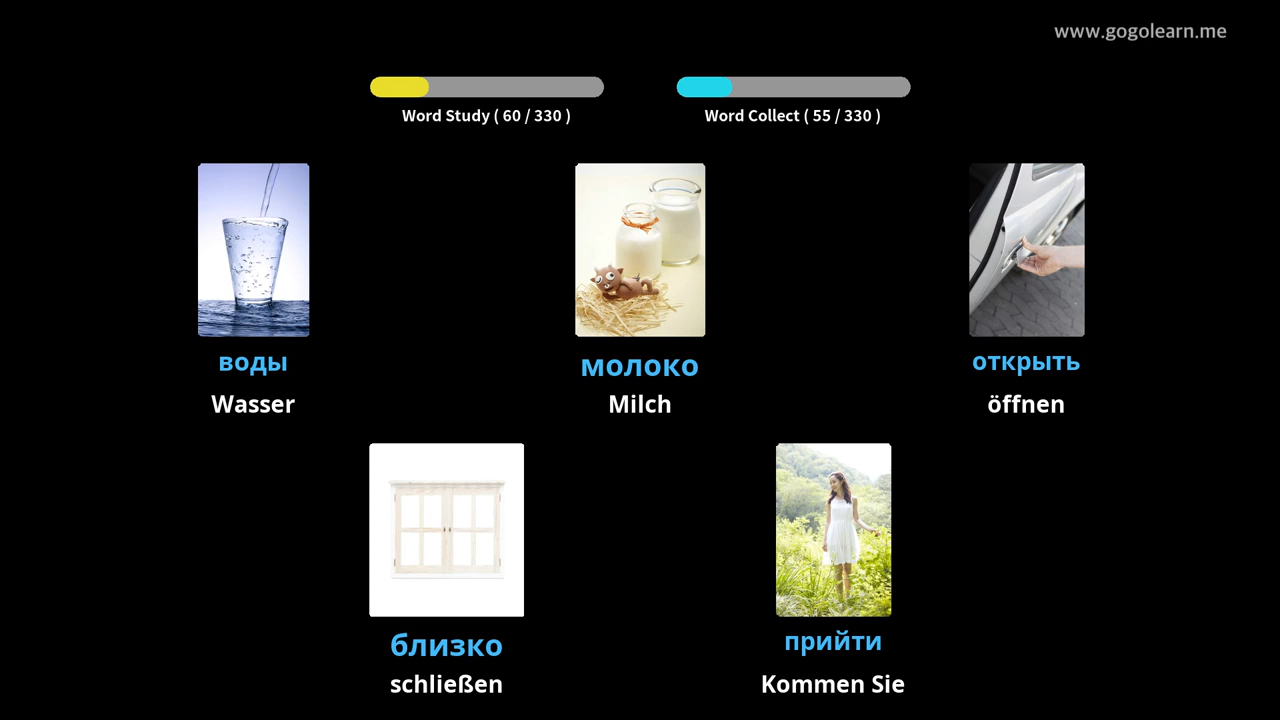 www.gogolearn.me
Word Study ( 60 / 330 )
Word Collect ( 55 / 330 )
воды
молоко
открыть
Wasser
Milch
öffnen
близко
прийти
schließen
Kommen Sie